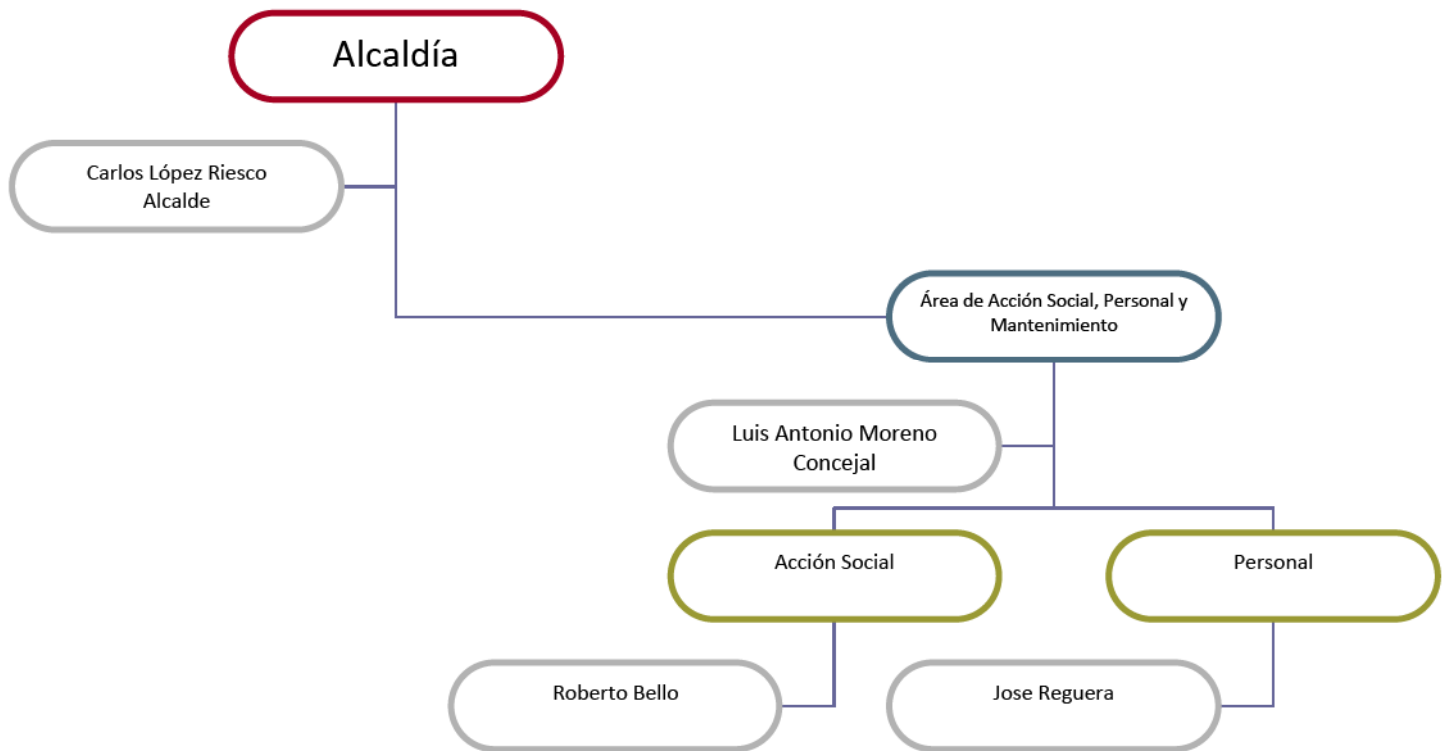 Alcaldía
Carlos López Riesco
Alcalde
Área de Acción Social, Personal y
Mantenimiento
Luis Antonio Moreno
Concejal
Acción Social
Personal
Roberto Bello
Jose Reguera